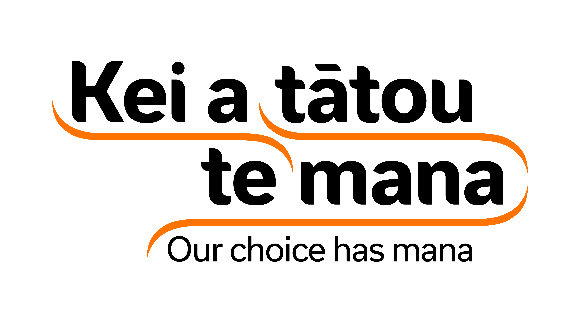 Kei a tātou
te mana
Our choice has mana